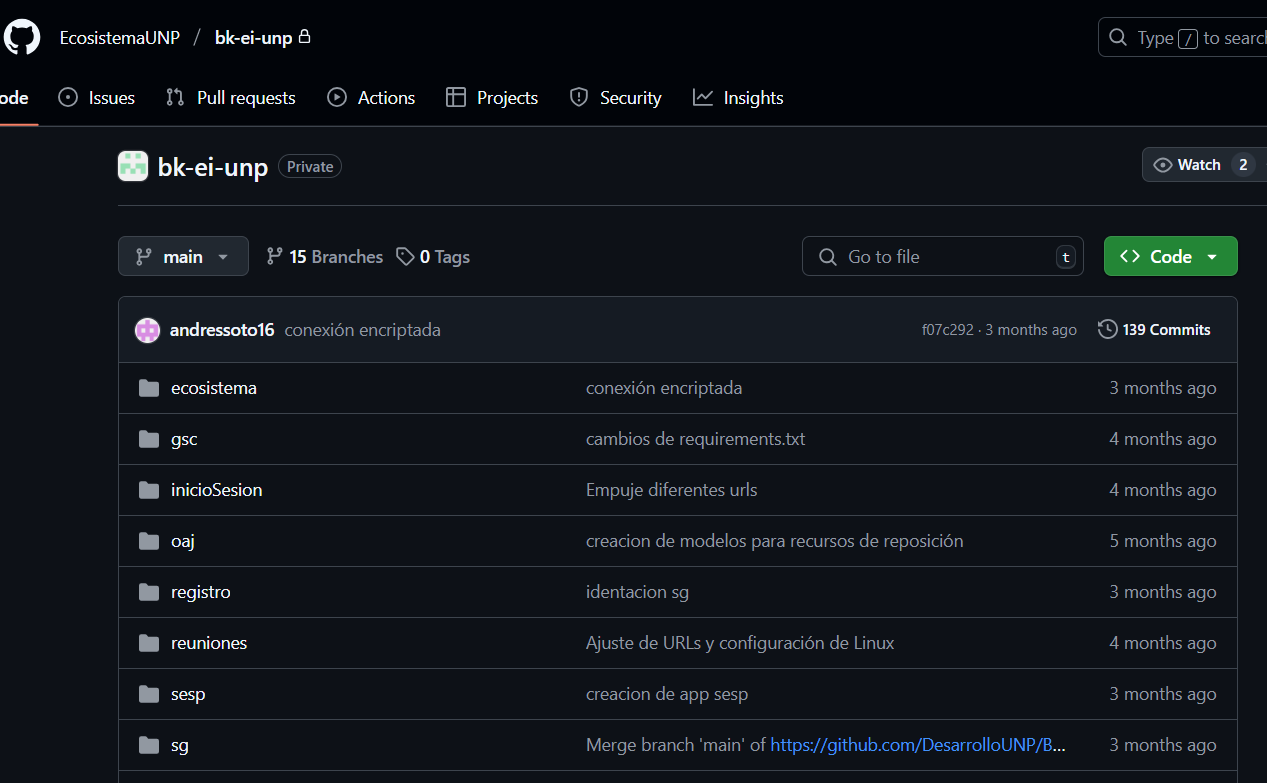 EcosistemaUNP / bk-ei-unp
Type / to search
ode Issues Pull requests Actions Projects Security Insights
bk-ei-unp Private
Watch 2
main 15 Branches 0 Tags
Go to file t
Code
andressoto16 conexión encriptada f07c292 · 3 months ago 139 Commits
ecosistema conexión encriptada 3 months ago
gsc cambios de requirements.txt 4 months ago
inicioSesion Empuje diferentes urls 4 months ago
oaj creacion de modelos para recursos de reposición 5 months ago
registro identacion sg 3 months ago
reuniones Ajuste de URLs y configuración de Linux 4 months ago
sesp creacion de app sesp 3 months ago
sg Merge branch 'main' of https://github.com/DesarrolloUNP/B... 3 months ago